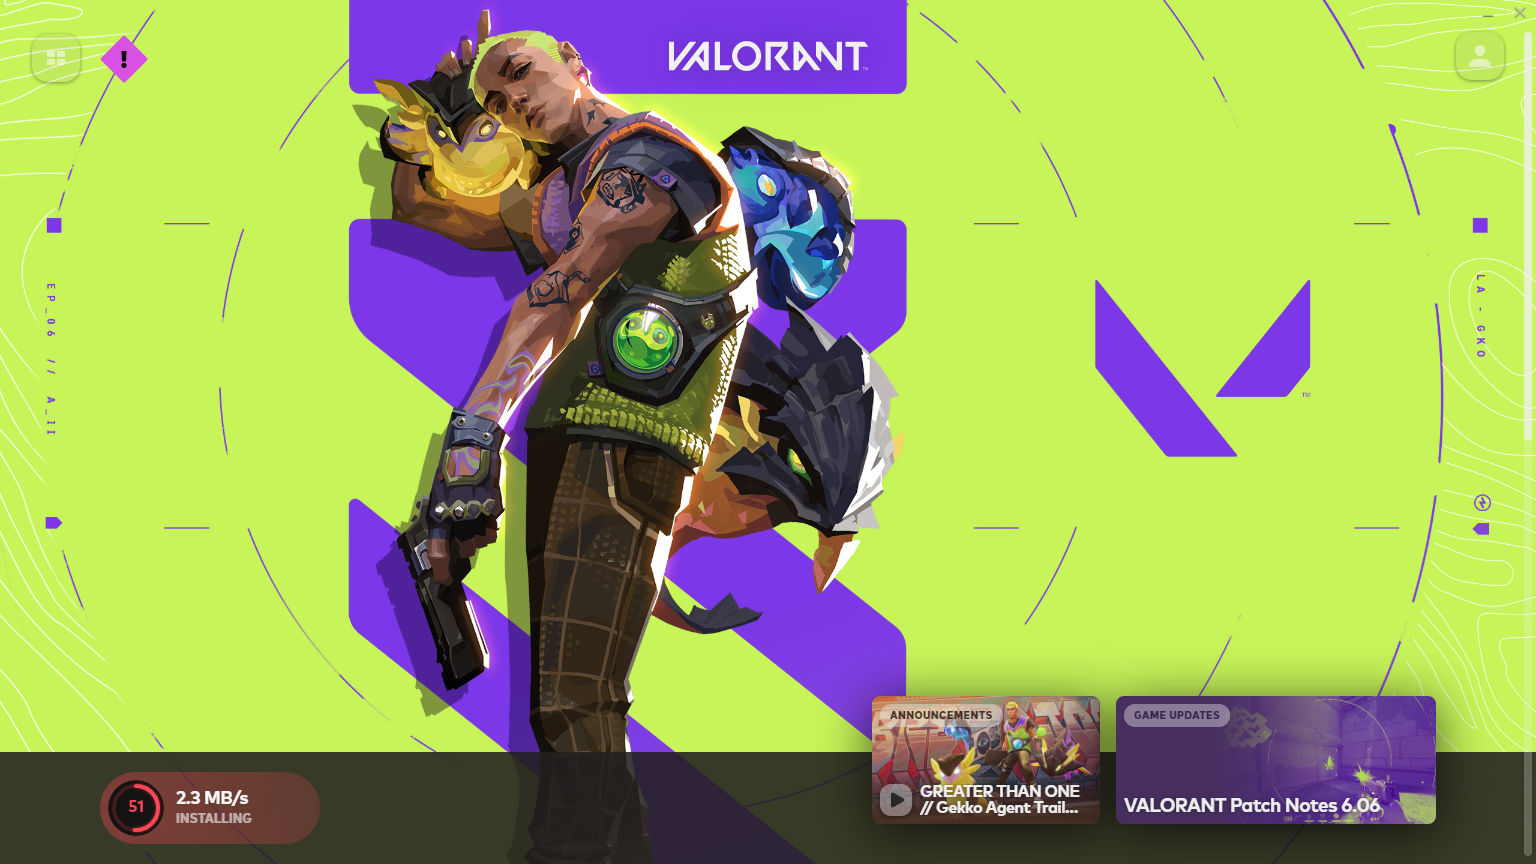 VALORANT
EP_06 // A_II
LA - GKO
TM
ANNOUNCEMENTS
GREATER THAN ONE
// Gekko Agent Trail...
GAME UPDATES
VALORANT Patch Notes 6.06
51
2.3 MB/s
INSTALLING